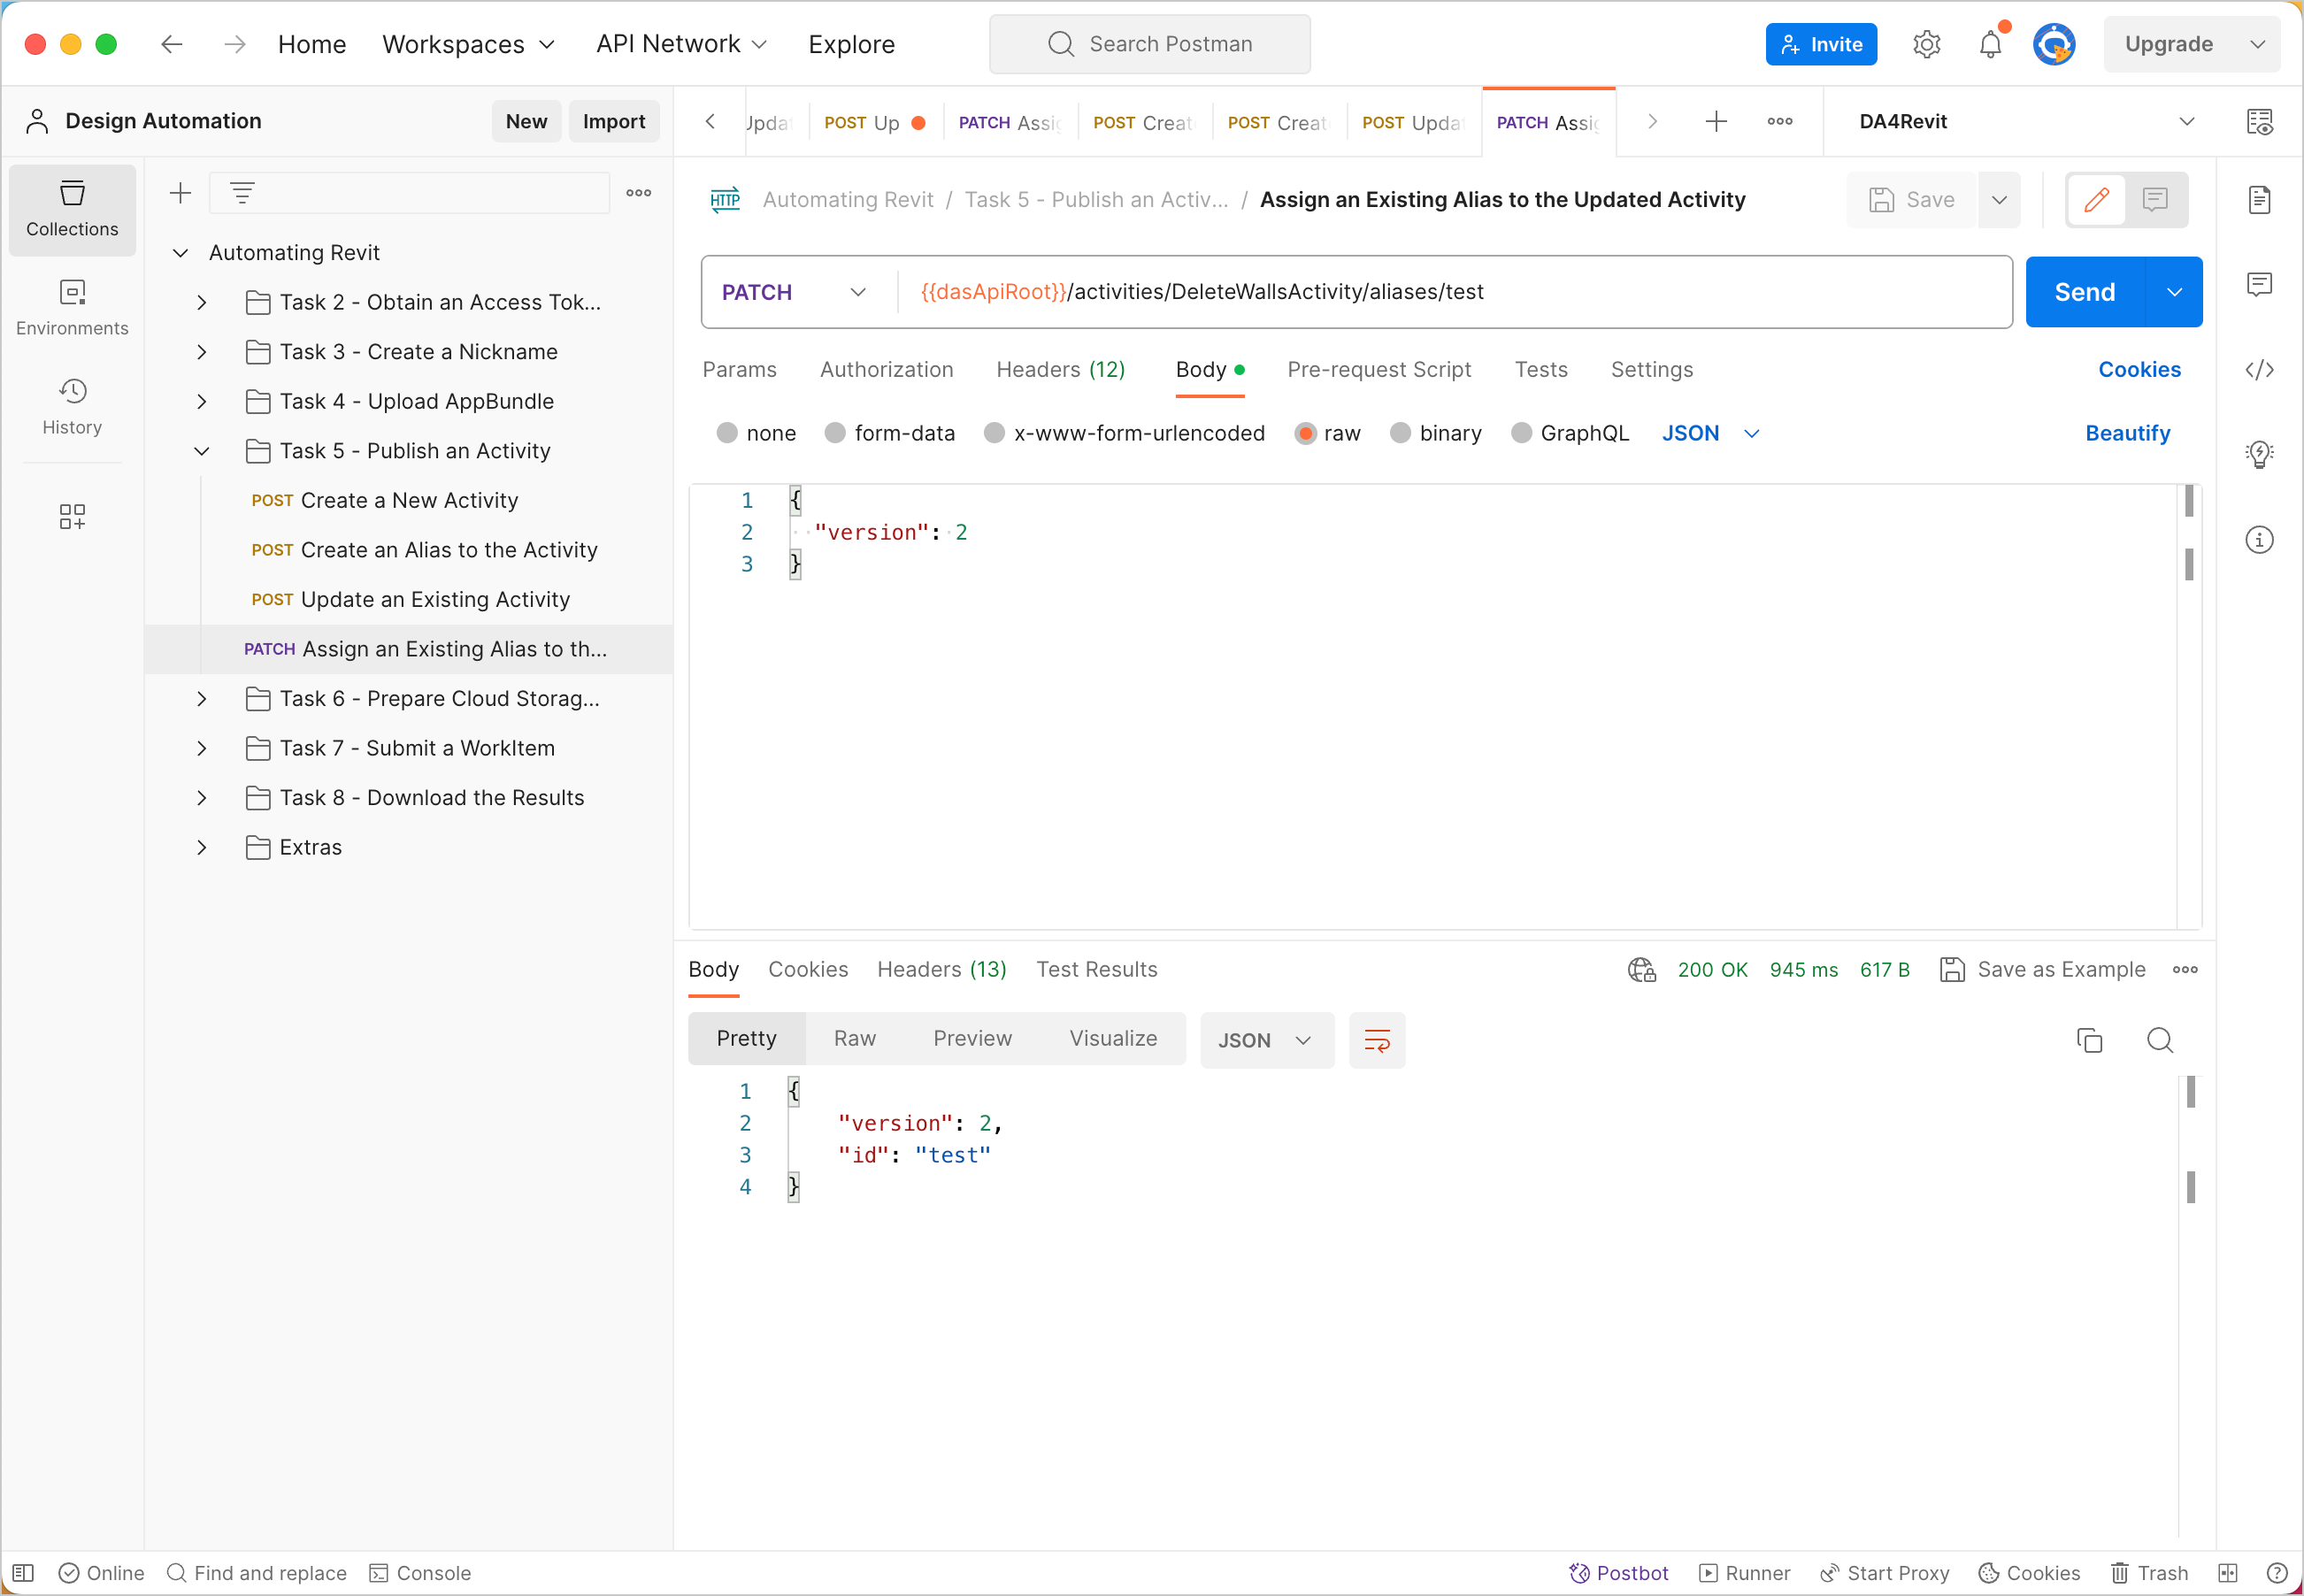 Home Workspaces API Network Explore Search Postman Invite Upgrade
Design Automation New Import
POST Up PATCH POST POST POST PATCH DA4Revit
Collections
Environments
History
Automating Revit
Task 2 - Obtain an Access Tok...
Task 3 - Create a Nickname
Task 4 - Upload AppBundle
Task 5 - Publish an Activity
POST Create a New Activity
POST Create an Alias to the Activity
POST Update an Existing Activity
PATCH Assign an Existing Alias to th...
Task 6 - Prepare Cloud Storag...
Task 7 - Submit a WorkItem
Task 8 - Download the Results
Extras
HTTP Automating Revit / Task 5 - Publish an Activ... / Assign an Existing Alias to the Updated Activity Save
PATCH {{dasApiRoot}}/activities/DeleteWallsActivity/aliases/test Send
Params Authorization Headers (12) Body Pre-request Script Tests Settings Cookies
none form-data x-www-form-urlencoded raw binary GraphQL JSON Beautify
1 {
2 "version": 2
3 }
Body Cookies Headers (13) Test Results 200 OK 945 ms 617 B Save as Example
Pretty Raw Preview Visualize JSON
1 {
2 "version": 2,
3 "id": "test"
4 }
Online Find and replace Console Postbot Runner Start Proxy Cookies Trash